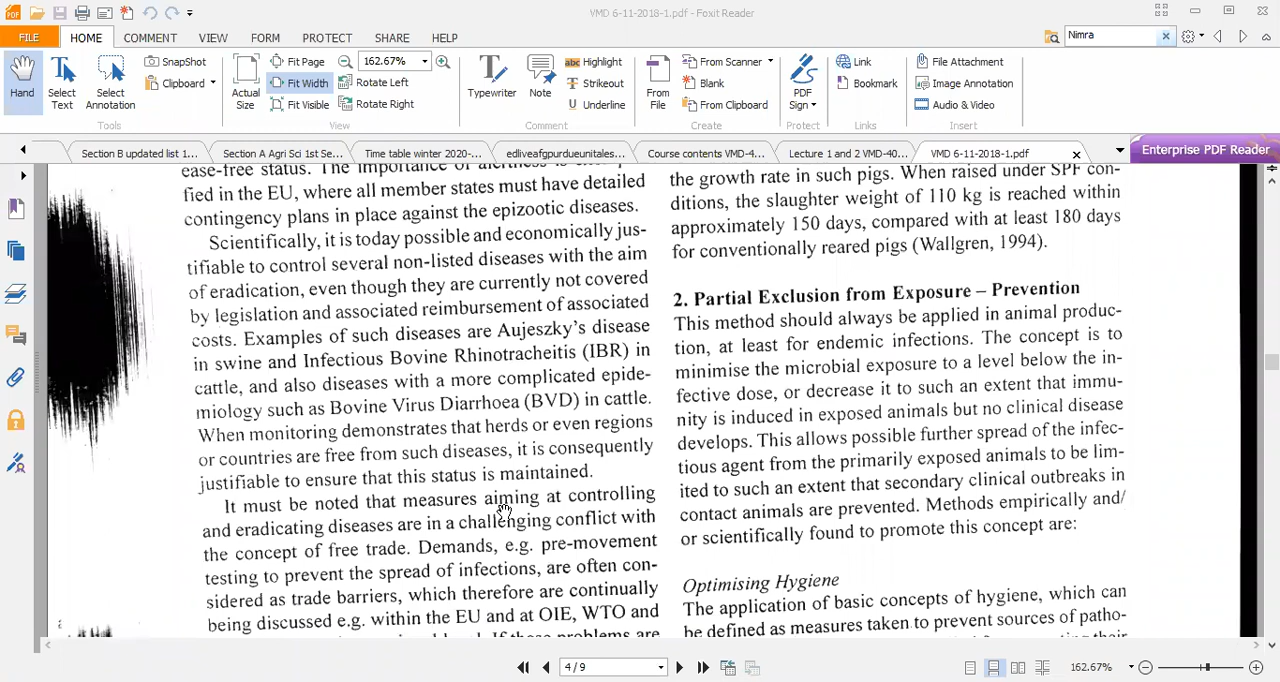 VMD 6-11-2018-1.pdf - Foxit Reader
FILE
HOME
COMMENT
VIEW
FORM
PROTECT
SHARE
HELP
Nimra
Hand
Select Text
Select Annotation
SnapShot
Clipboard
Tools
Actual Size
Fit Page
Fit Width
Fit Visible
162.67%
Rotate Left
Rotate Right
View
Typewriter
Note
Highlight
Strikeout
Underline
Comment
From File
From Scanner
Blank
From Clipboard
Create
PDF Sign
Protect
Link
Bookmark
Links
File Attachment
Image Annotation
Audio & Video
Insert
Section B updated list 1...
Section A Agri Sci 1st Se...
Time table winter 2020-...
edliveafgpurdueunitales...
Course contents VMD-4...
Lecture 1 and 2 VMD-40...
VMD 6-11-2018-1.pdf
Enterprise PDF Reader
ease-free status. The importance of alertness is
fied in the EU, where all member states must have detailed
contingency plans in place against the epizootic diseases.
Scientifically, it is today possible and economically jus-
tifiable to control several non-listed diseases with the aim
of eradication, even though they are currently not covered
by legislation and associated reimbursement of associated
costs. Examples of such diseases are Aujeszky's disease
in swine and Infectious Bovine Rhinotracheitis (IBR) in
cattle, and also diseases with a more complicated epide-
miology such as Bovine Virus Diarrhoea (BVD) in cattle.
When monitoring demonstrates that herds or even regions
or countries are free from such diseases, it is consequently
justifiable to ensure that this status is maintained.
It must be noted that measures aiming at controlling
and eradicating diseases are in a challenging conflict with
the concept of free trade. Demands, e.g. pre-movement
testing to prevent the spread of infections, are often con-
sidered as trade barriers, which therefore are continually
being discussed e.g. within the EU and at OIE, WTO and
If these problems are
the growth rate in such pigs. When raised under SPF con-
ditions, the slaughter weight of 110 kg is reached within
approximately 150 days, compared with at least 180 days
for conventionally reared pigs (Wallgren, 1994).
2. Partial Exclusion from Exposure – Prevention
This method should always be applied in animal produc-
tion, at least for endemic infections. The concept is to
minimise the microbial exposure to a level below the in-
fective dose, or decrease it to such an extent that immu-
nity is induced in exposed animals but no clinical disease
develops. This allows possible further spread of the infec-
tious agent from the primarily exposed animals to be lim-
ited to such an extent that secondary clinical outbreaks in
contact animals are prevented. Methods empirically and/
or scientifically found to promote this concept are:
Optimising Hygiene
The application of basic concepts of hygiene, which can
be defined as measures taken to prevent sources of patho-
4 / 9
162.67%